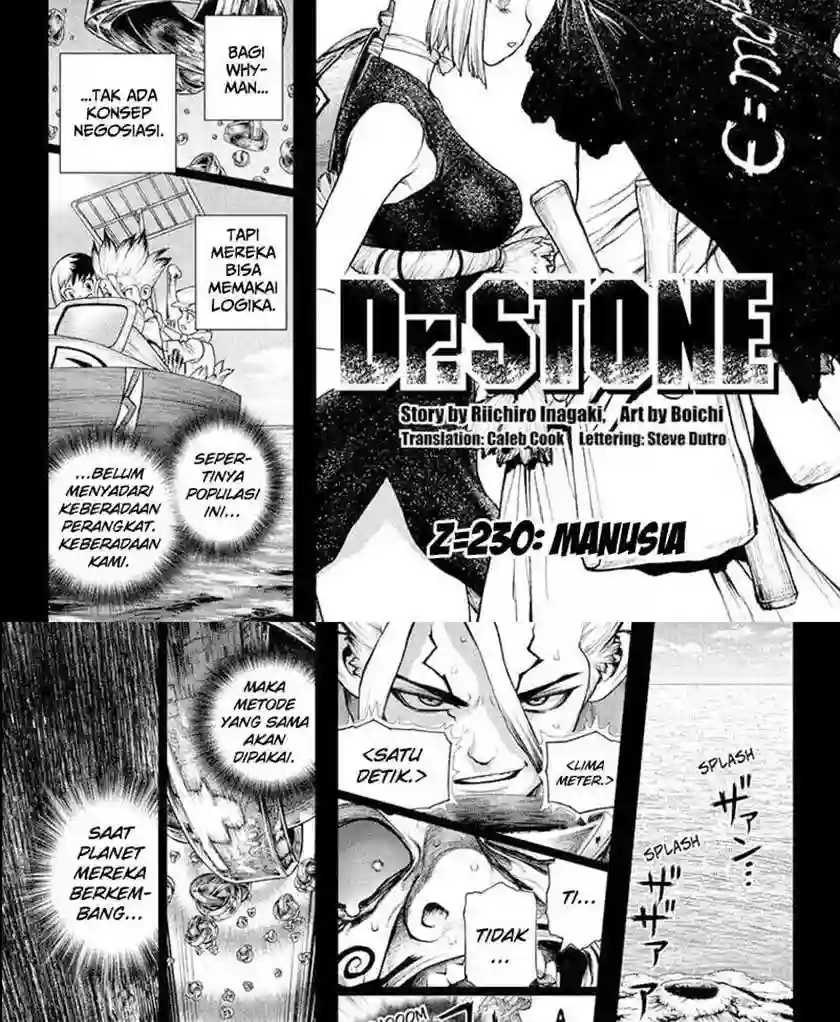 BAGI
WHY-
MAN...
...TAK ADA
KONSEP
NEGOSIASI.
TAPI
MEREKA
BISA
MEMAKAI
LOGIKA.
SEPER-
TINYA
POPULASI
INI...
...BELUM
MENYADARI
KEBERADAAN
PERANGKAT.
KEBERADAAN
KAMI.
E=mc²
Dr.STONE
Story by Riichiro Inagaki, Art by Boichi
Translation: Caleb Cook Lettering: Steve Dutro
Z=230: MANUSIA
SPLASH
ザァン…
SPLASH
ザザァァ
<LIMA
METER.>
<SATU
DETIK.>
TI...
TIDAK
...
MAKA
METODE
YANG SAMA
AKAN
DIPAKAI.
SAAT
PLANET
MEREKA
BERKEM-
BANG...